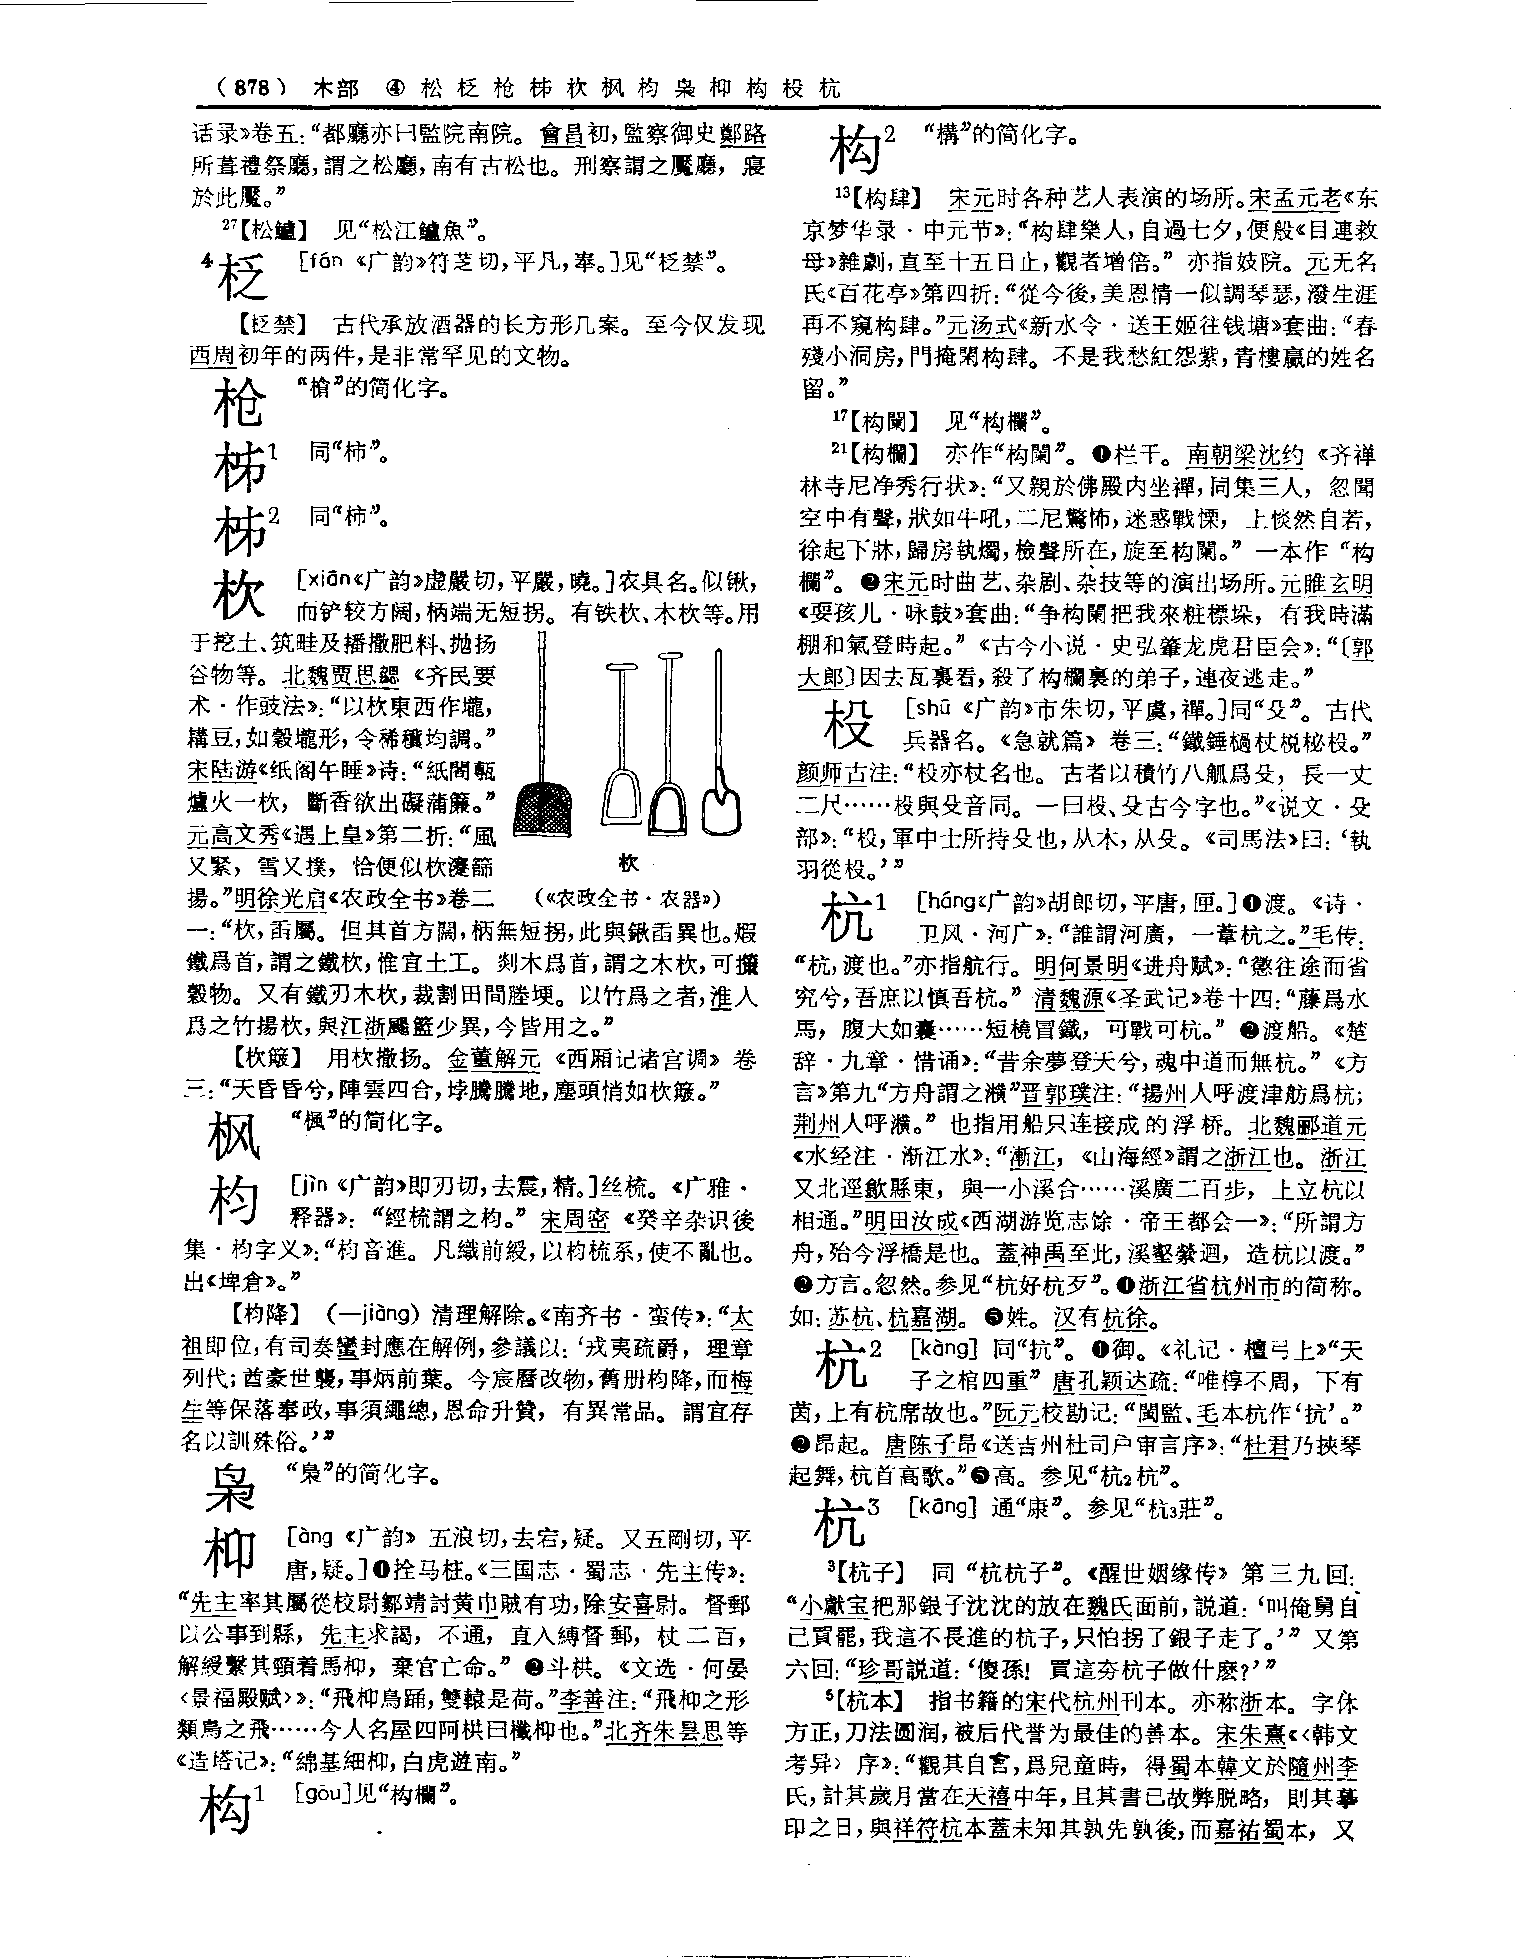 （878） 木部 ④ 松 柉 枪 柹 杴 枫 枃 枭 枊 构 杸 杭
话录》卷五：“都廳亦曰監院南院。會昌初，監察御史鄭路
所葺禮祭廳，謂之松廳，南有古松也。刑察謂之魘廳，寢
於此魘。”
27【松鱸】 见“松江鱸魚”。
4柉 [fán《广韵》符芝切，平凡，奉。]见“柉禁”。
【柉禁】 古代承放酒器的长方形几案。至今仅发现
西周初年的两件，是非常罕见的文物。
枪 “槍”的简化字。
柹1 同“柿”。
柹2 同“柿”。
杴 [xiān《广韵》虚嚴切，平嚴，曉。]农具名。似锹，
而铲较方阔，柄端无短拐。有铁杴、木杴等。用
于挖土、筑畦及播撒肥料、抛扬
谷物等。北魏贾思勰《齐民要
术·作豉法》：“以杴東西作壠，
耩豆，如穀壠形，令稀穊均調。”
宋陆游《纸阁午睡》诗：“紙閤甎
爐火一杴，斷香欲出礙蒲簾。”
元高文秀《遇上皇》第二折：“風
又緊，雪又撲，恰便似杴瀽篩
揚。”明徐光启《农政全书》卷二
一：“杴，臿屬。但其首方闊，柄無短拐，此與鍬臿異也。煆
鐵爲首，謂之鐵杴，惟宜土工。剡木爲首，謂之木杴，可㩠
穀物。又有鐵刃木杴，裁割田間塍埂。以竹爲之者，淮人
爲之竹揚杴，與江浙颺籃少異，今皆用之。”
杴
（《农政全书·农器》）
【杴簸】 用杴撒扬。金董解元《西厢记诸宫调》卷
三：“天昏昏兮，陣雲四合，㶿騰騰地，塵頭悄如杴簸。”
枫 “楓”的简化字。
枃 [jìn《广韵》即刃切，去震，精。]丝梳。《广雅·
释器》：“經梳謂之枃。”宋周密《癸辛杂识後
集·枃字义》：“枃音進。凡織前綬，以枃梳系，使不亂也。
出《埤倉》。”
【枃降】 （—jiàng）清理解除。《南齐书·蛮传》：“太
祖即位，有司奏蠻封應在解例，參議以：‘戎夷疏爵，理章
列代；酋豪世襲，事炳前葉。今宸曆改物，舊册枃降，而梅
生等保落奉政，事須繩總，恩命升贊，有異常品。謂宜存
名以訓殊俗。’”
枭 “梟”的简化字。
枊 [àng《广韵》五浪切，去宕，疑。又五剛切，平
唐，疑。]❶拴马柱。《三国志·蜀志·先主传》：
“先主率其屬從校尉鄒靖討黄巾賊有功，除安喜尉。督郵
以公事到縣，先主求謁，不通，直入縛督郵，杖二百，
解綬繫其頸着馬枊，棄官亡命。”❷斗栱。《文选·何晏
〈景福殿赋〉》：“飛枊鳥踊，雙轅是荷。”李善注：“飛枊之形
類鳥之飛……今人名屋四阿栱曰櫼枊也。”北齐朱昙思等
《造塔记》：“綿基細枊，白虎遊南。”
构1 [gōu]见“构欄”。
构2 “構”的简化字。
13【构肆】 宋元时各种艺人表演的场所。宋孟元老《东
京梦华录·中元节》：“构肆樂人，自過七夕，便般《目連救
母》雜劇，直至十五日止，觀者增倍。”亦指妓院。元无名
氏《百花亭》第四折：“從今後，美恩情一似調琴瑟，潑生涯
再不窺构肆。”元汤式《新水令·送王姬往钱塘》套曲：“春
殘小洞房，門掩閑构肆。不是我愁紅怨紫，青樓贏的姓名
留。”
17【构闌】 见“构欄”。
21【构欄】 亦作“构闌”。❶栏干。南朝梁沈约《齐禅
林寺尼净秀行状》：“又親於佛殿内坐禪，同集三人，忽聞
空中有聲，狀如牛吼，二尼驚怖，迷惑戰慄，上惔然自若，
徐起下牀，歸房執燭，檢聲所在，旋至构闌。”一本作“构
欄”。❷宋元时曲艺、杂剧、杂技等的演出场所。元睢玄明
《耍孩儿·咏鼓》套曲：“争构闌把我來粧標垛，有我時滿
棚和氣登時起。”《古今小说·史弘肇龙虎君臣会》：“〔郭
大郎〕因去瓦裏看，殺了构欄裏的弟子，連夜逃走。”
杸 [shū《广韵》市朱切，平虞，禪。]同“殳”。古代
兵器名。《急就篇》卷三：“鐵錘檛杖梲柲杸。”
颜师古注：“杸亦杖名也。古者以積竹八觚爲殳，長一丈
二尺……杸與殳音同。一曰杸、殳古今字也。”《说文·殳
部》：“杸，軍中士所持殳也，从木，从殳。《司馬法》曰：‘執
羽從杸。’”
杭1 [háng《广韵》胡郎切，平唐，匣。]❶渡。《诗·
卫风·河广》：“誰謂河廣，一葦杭之。”毛传：
“杭，渡也。”亦指航行。明何景明《进舟赋》：“懲往途而省
究兮，吾庶以慎吾杭。”清魏源《圣武记》卷十四：“藤爲水
馬，腹大如囊……短橈冒鐵，可戰可杭。”❷渡船。《楚
辞·九章·惜诵》：“昔余夢登天兮，魂中道而無杭。”《方
言》第九“方舟謂之㶇”晋郭璞注：“揚州人呼渡津舫爲杭；
荆州人呼㶇。”也指用船只连接成的浮桥。北魏郦道元
《水经注·渐江水》：“漸江，《山海經》謂之浙江也。浙江
又北逕歙縣東，與一小溪合……溪廣二百步，上立杭以
相通。”明田汝成《西湖游览志馀·帝王都会一》：“所謂方
舟，殆今浮橋是也。蓋神禹至此，溪壑縈迴，造杭以渡。”
❸方言。忽然。参见“杭好杭歹”。❹浙江省杭州市的简称。
如：苏杭、杭嘉湖。❺姓。汉有杭徐。
杭2 [kàng] 同“抗”。❶御。《礼记·檀弓上》“天
子之棺四重”唐孔颖达疏：“唯椁不周，下有
茵，上有杭席故也。”阮元校勘记：“閩監、毛本杭作‘抗’。”
❷昂起。唐陈子昂《送吉州杜司户审言序》：“杜君乃挾琴
起舞，杭首高歌。”❸高。参见“杭2杭”。
杭3 [kāng] 通“康”。参见“杭3莊”。
3【杭子】 同“杭杭子”。《醒世姻缘传》第三九回：
“小獻宝把那銀子沈沈的放在魏氏面前，説道：‘叫俺舅自
己買罷，我這不長進的杭子，只怕拐了銀子走了。’”又第
六回：“珍哥説道：‘傻孫！買這夯杭子做什麽？’”
5【杭本】 指书籍的宋代杭州刊本。亦称浙本。字体
方正，刀法圆润，被后代誉为最佳的善本。宋朱熹《〈韩文
考异〉序》：“觀其自言，爲兒童時，得蜀本韓文於隨州李
氏，計其歲月當在天禧中年，且其書已故弊脱略，則其摹
印之日，與祥符杭本蓋未知其孰先孰後，而嘉祐蜀本，又